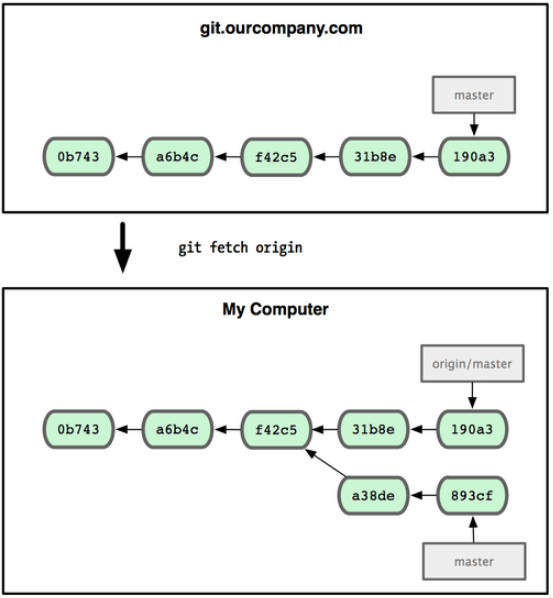 git.ourcompany.com
master
0b743
a6b4c
f42c5
31b8e
190a3
git fetch origin
My Computer
origin/master
0b743
a6b4c
f42c5
31b8e
190a3
a38de
893cf
master